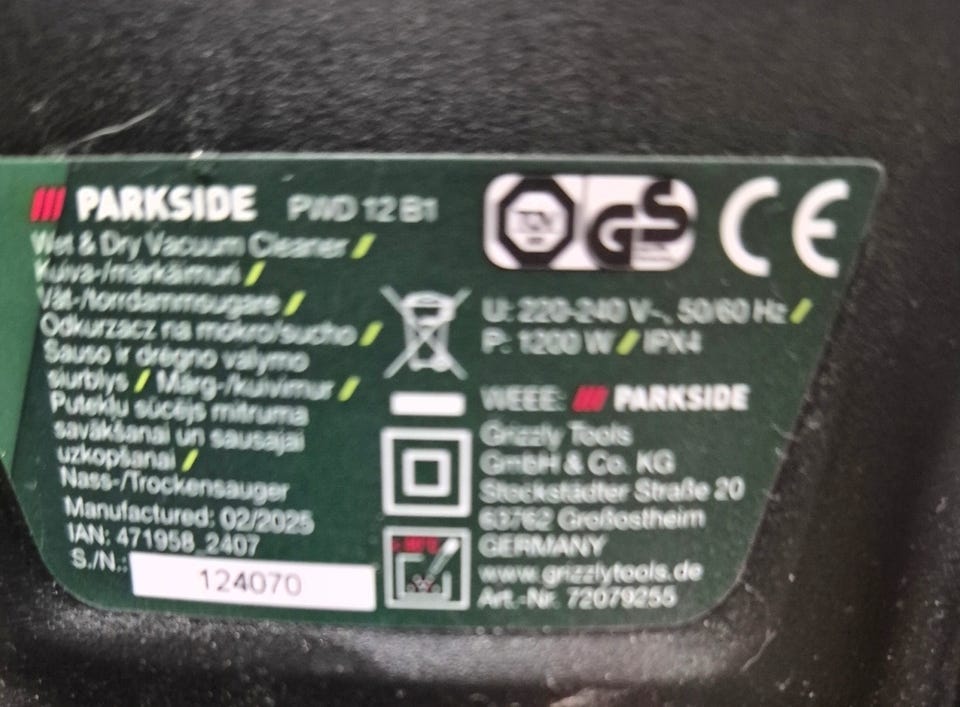 PARKSIDE PWD 12 B1
Wet & Dry Vacuum Cleaner /
Kuiva-/märkäimuri /
Våt-/torrdammsugare /
Odkurzacz na mokro/sucho /
Sauso ir drėgno valymo
siurblys / Märg-/kuivimur /
Putekļu sūcējs mitruma
savākšanai un sausajai
uzkopšanai /
Nass-/Trockensauger
Manufactured: 02/2025
IAN: 471958_2407
S./N.: 124070
TÜV GS CE
U: 220-240 V~, 50/60 Hz /
P: 1200 W / IPX4
WEEE: PARKSIDE
Grizzly Tools
GmbH & Co. KG
Stockstädter Straße 20
63762 Großostheim
GERMANY
www.grizzlytools.de
Art.-Nr. 72079255